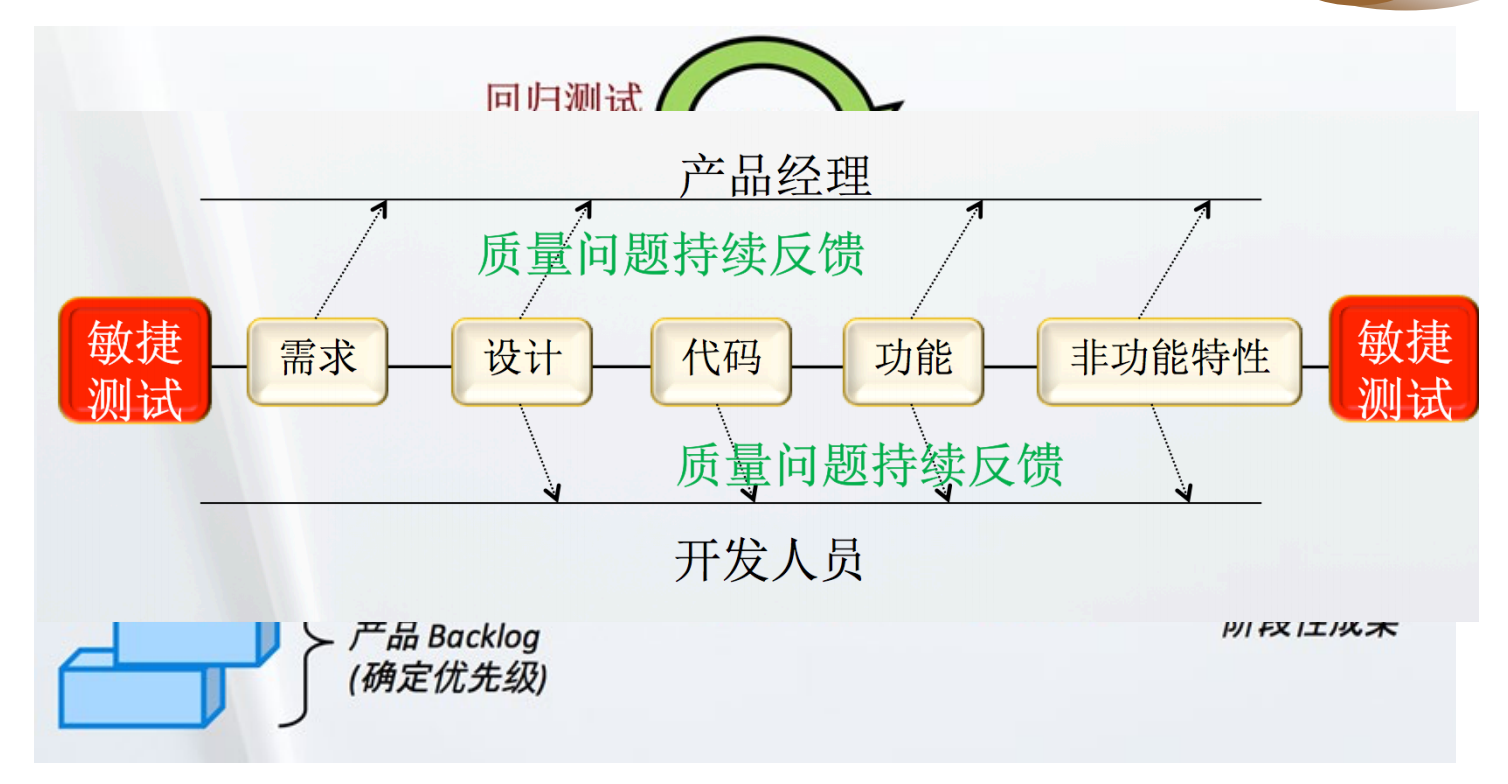 回归测试
产品经理
质量问题持续反馈
敏捷
测试
需求
设计
代码
功能
非功能特性
敏捷
测试
质量问题持续反馈
开发人员
产品 Backlog
(确定优先级)
阶段性成果